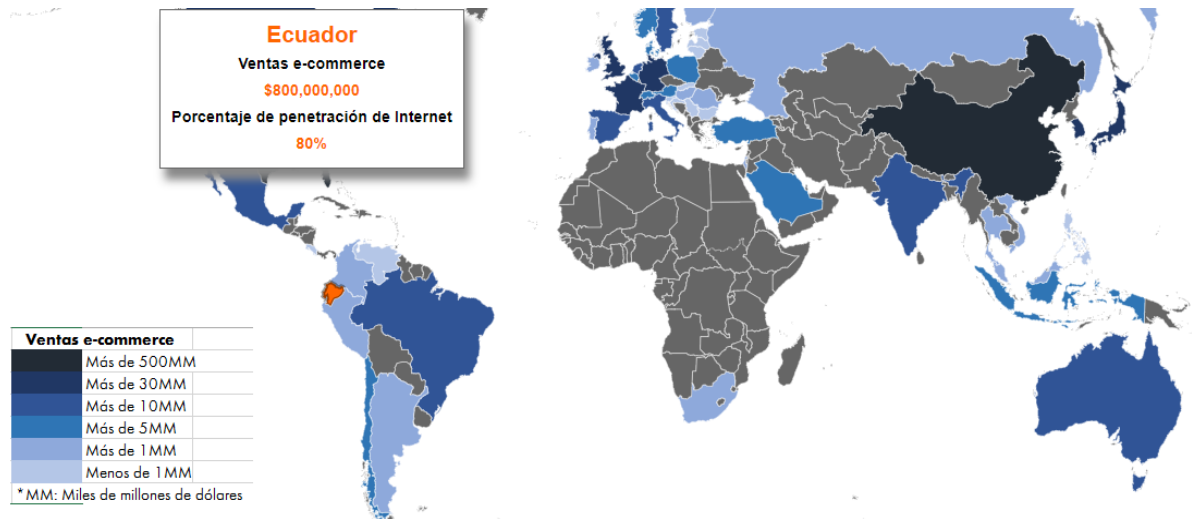 Ecuador
Ventas e-commerce
$800,000,000
Porcentaje de penetración de Internet
80%
Ventas e-commerce
Más de 500MM
Más de 30MM
Más de 10MM
Más de 5MM
Más de 1MM
Menos de 1MM
*MM: Miles de millones de dólares